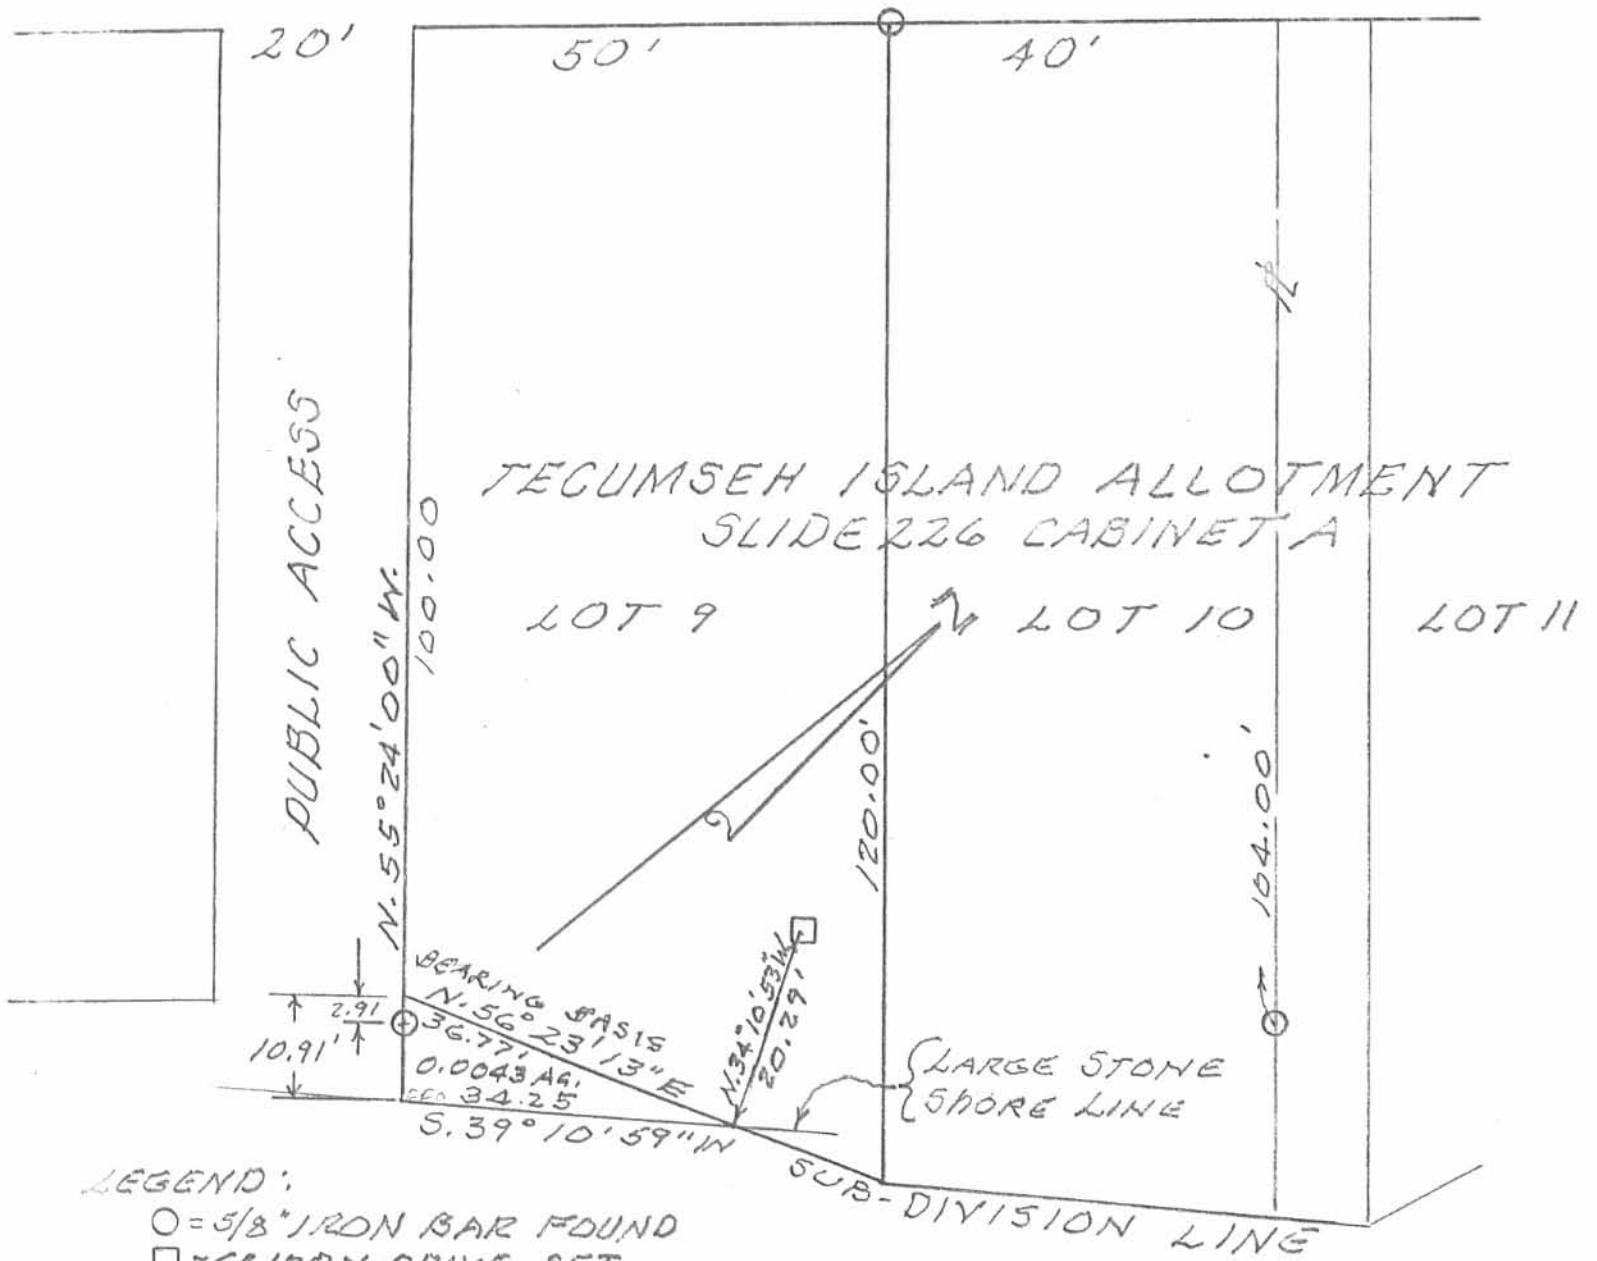 20'
50'
40'
PUBLIC ACCESS
N.55°24'00"W.
100.00
TECUMSEH ISLAND ALLOTMENT
SLIDE 226 CABINET A
LOT 9
LOT 10
LOT 11
120.00'
104.00'
BEARING BASIS
N.56°23'13"E
36.77'
2.91
10.91'
0.0043 AC.
34.25
S.39°10'59"W
N.34°10'53"W
20.29'
LARGE STONE
SHORE LINE
SUB-DIVISION LINE
LEGEND:
O = 5/8" IRON BAR FOUND